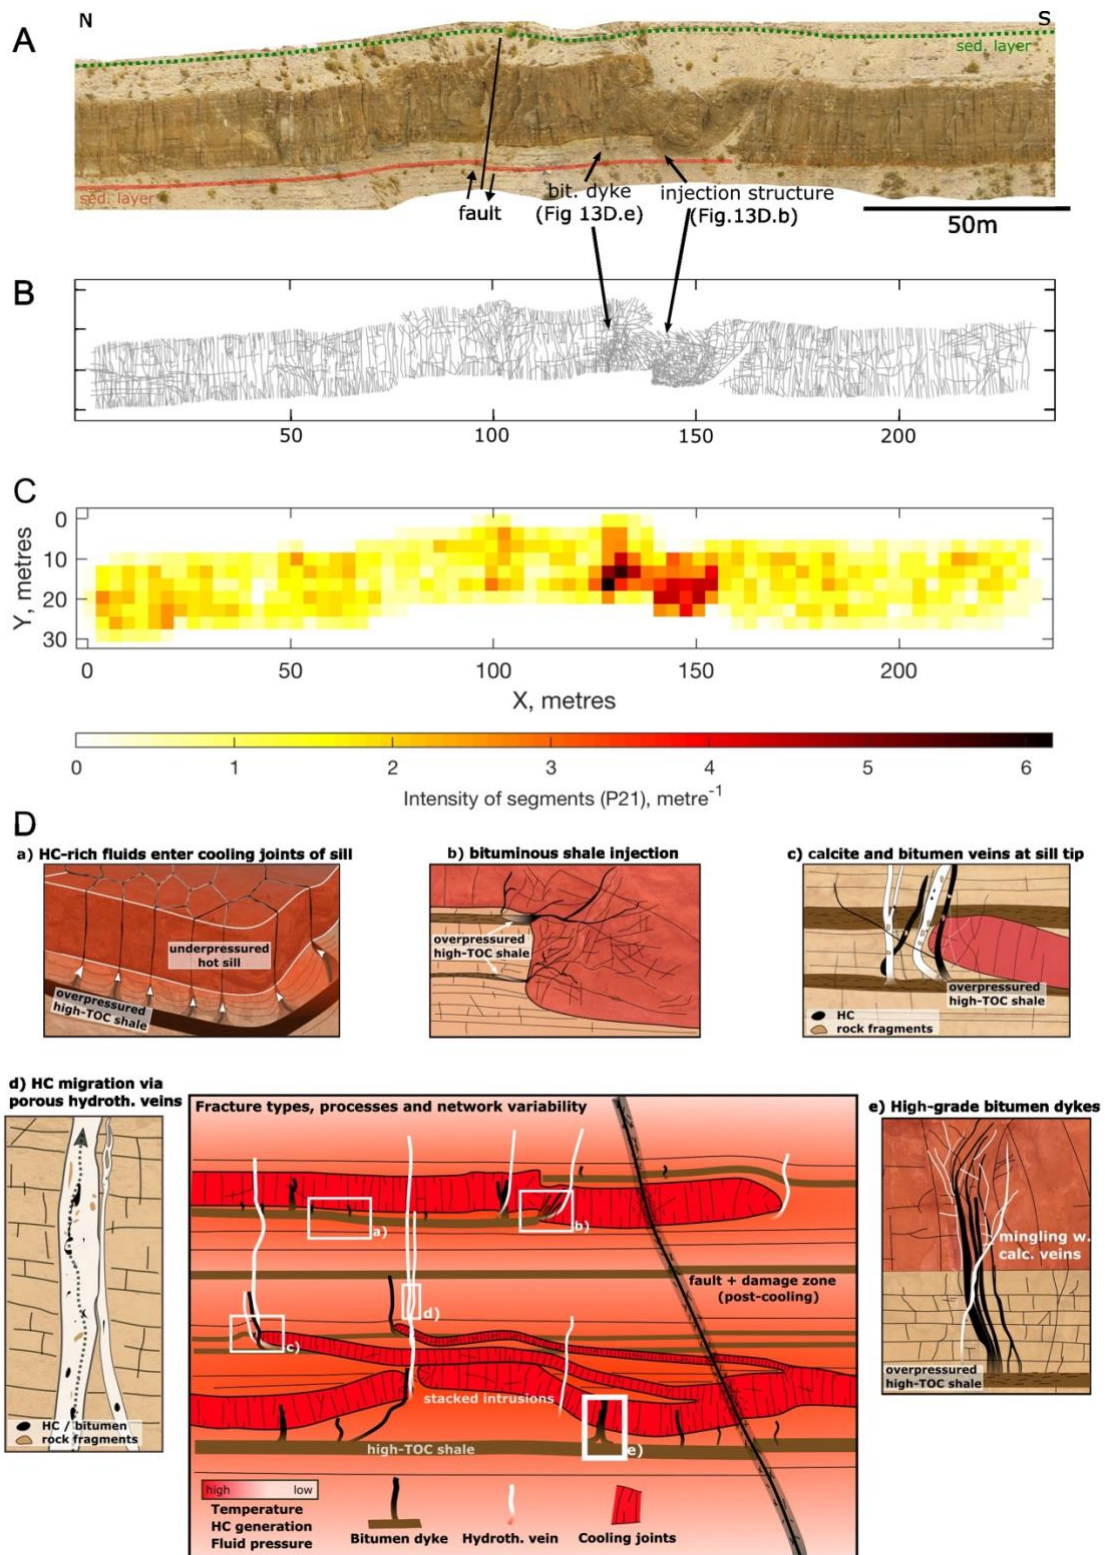 A
N
S
sed. layer
sed. layer
fault
bit. dyke
(Fig 13D.e)
injection structure
(Fig.13D.b)
50m
B
50
100
150
200
C
0
10
20
30
Y, metres
0
50
100
150
200
X, metres
0
1
2
3
4
5
6
Intensity of segments (P21), metre-1
D
a) HC-rich fluids enter cooling joints of sill
underpressured
hot sill
overpressured
high-TOC shale
b) bituminous shale injection
overpressured
high-TOC shale
c) calcite and bitumen veins at sill tip
overpressured
high-TOC shale
HC
rock fragments
d) HC migration via
porous hydroth. veins
HC / bitumen
rock fragments
Fracture types, processes and network variability
a)
b)
c)
d)
fault + damage zone
(post-cooling)
stacked intrusions
high-TOC shale
e)
high
low
Temperature
HC generation
Fluid pressure
Bitumen dyke
Hydroth. vein
Cooling joints
e) High-grade bitumen dykes
mingling w.
calc. veins
overpressured
high-TOC shale